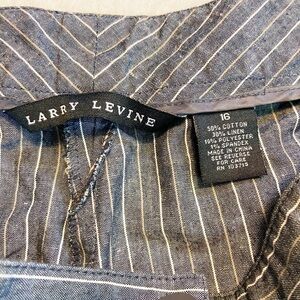 LARRY LEVINE
16
50% COTTON
30% LINEN
19% POLYESTER
1% SPANDEX
MADE IN CHINA
SEE REVERSE
FOR CARE